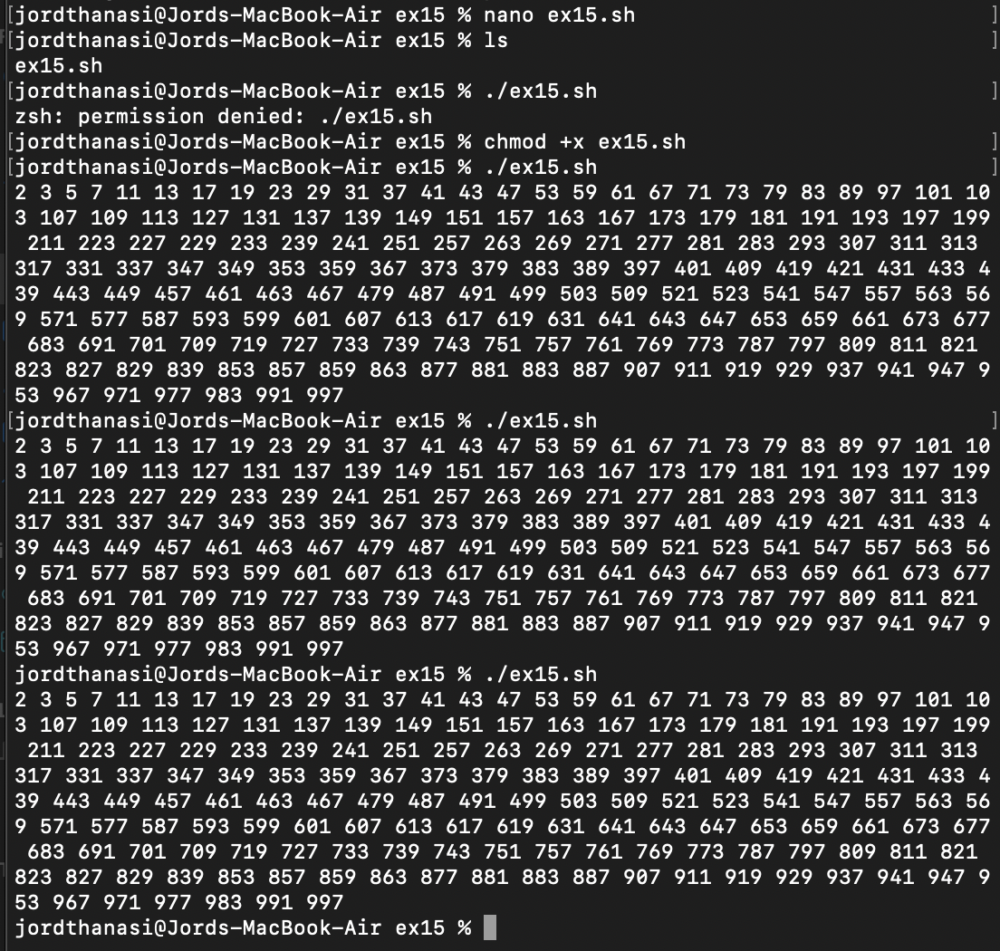 [jordthanasi@Jords-MacBook-Air ex15 % nano ex15.sh ]
[jordthanasi@Jords-MacBook-Air ex15 % ls ]
ex15.sh
[jordthanasi@Jords-MacBook-Air ex15 % ./ex15.sh ]
zsh: permission denied: ./ex15.sh
[jordthanasi@Jords-MacBook-Air ex15 % chmod +x ex15.sh ]
[jordthanasi@Jords-MacBook-Air ex15 % ./ex15.sh ]
2 3 5 7 11 13 17 19 23 29 31 37 41 43 47 53 59 61 67 71 73 79 83 89 97 101 10
3 107 109 113 127 131 137 139 149 151 157 163 167 173 179 181 191 193 197 199
 211 223 227 229 233 239 241 251 257 263 269 271 277 281 283 293 307 311 313
317 331 337 347 349 353 359 367 373 379 383 389 397 401 409 419 421 431 433 4
39 443 449 457 461 463 467 479 487 491 499 503 509 521 523 541 547 557 563 56
9 571 577 587 593 599 601 607 613 617 619 631 641 643 647 653 659 661 673 677
 683 691 701 709 719 727 733 739 743 751 757 761 769 773 787 797 809 811 821
823 827 829 839 853 857 859 863 877 881 883 887 907 911 919 929 937 941 947 9
53 967 971 977 983 991 997
[jordthanasi@Jords-MacBook-Air ex15 % ./ex15.sh ]
2 3 5 7 11 13 17 19 23 29 31 37 41 43 47 53 59 61 67 71 73 79 83 89 97 101 10
3 107 109 113 127 131 137 139 149 151 157 163 167 173 179 181 191 193 197 199
 211 223 227 229 233 239 241 251 257 263 269 271 277 281 283 293 307 311 313
317 331 337 347 349 353 359 367 373 379 383 389 397 401 409 419 421 431 433 4
39 443 449 457 461 463 467 479 487 491 499 503 509 521 523 541 547 557 563 56
9 571 577 587 593 599 601 607 613 617 619 631 641 643 647 653 659 661 673 677
 683 691 701 709 719 727 733 739 743 751 757 761 769 773 787 797 809 811 821
823 827 829 839 853 857 859 863 877 881 883 887 907 911 919 929 937 941 947 9
53 967 971 977 983 991 997
jordthanasi@Jords-MacBook-Air ex15 % ./ex15.sh
2 3 5 7 11 13 17 19 23 29 31 37 41 43 47 53 59 61 67 71 73 79 83 89 97 101 10
3 107 109 113 127 131 137 139 149 151 157 163 167 173 179 181 191 193 197 199
 211 223 227 229 233 239 241 251 257 263 269 271 277 281 283 293 307 311 313
317 331 337 347 349 353 359 367 373 379 383 389 397 401 409 419 421 431 433 4
39 443 449 457 461 463 467 479 487 491 499 503 509 521 523 541 547 557 563 56
9 571 577 587 593 599 601 607 613 617 619 631 641 643 647 653 659 661 673 677
 683 691 701 709 719 727 733 739 743 751 757 761 769 773 787 797 809 811 821
823 827 829 839 853 857 859 863 877 881 883 887 907 911 919 929 937 941 947 9
53 967 971 977 983 991 997
jordthanasi@Jords-MacBook-Air ex15 %